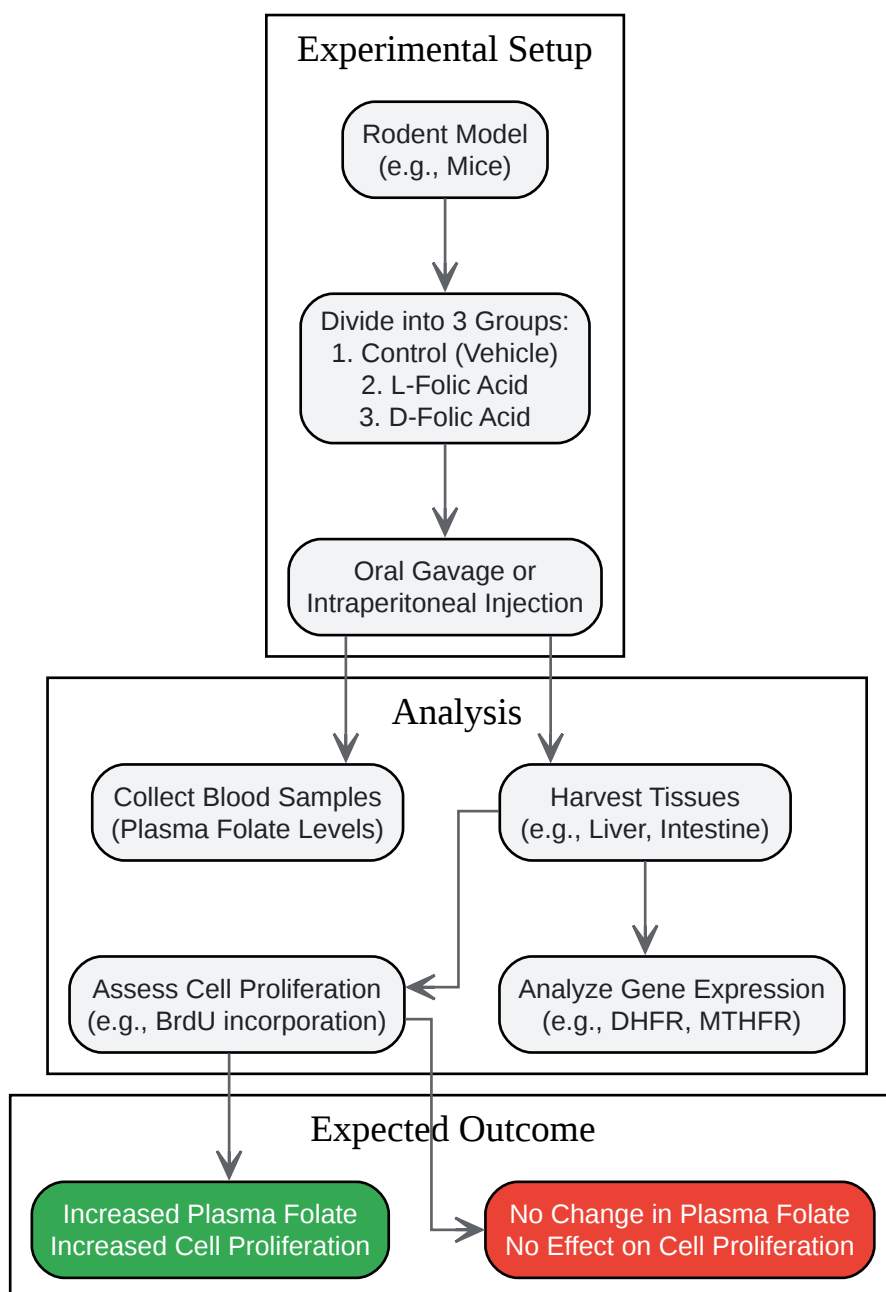 Experimental Setup
Rodent Model
(e.g., Mice)
Divide into 3 Groups:
1. Control (Vehicle)
2. L-Folic Acid
3. D-Folic Acid
Oral Gavage or
Intraperitoneal Injection
Analysis
Collect Blood Samples
(Plasma Folate Levels)
Harvest Tissues
(e.g., Liver, Intestine)
Assess Cell Proliferation
(e.g., BrdU incorporation)
Analyze Gene Expression
(e.g., DHFR, MTHFR)
Expected Outcome
Increased Plasma Folate
Increased Cell Proliferation
No Change in Plasma Folate
No Effect on Cell Proliferation